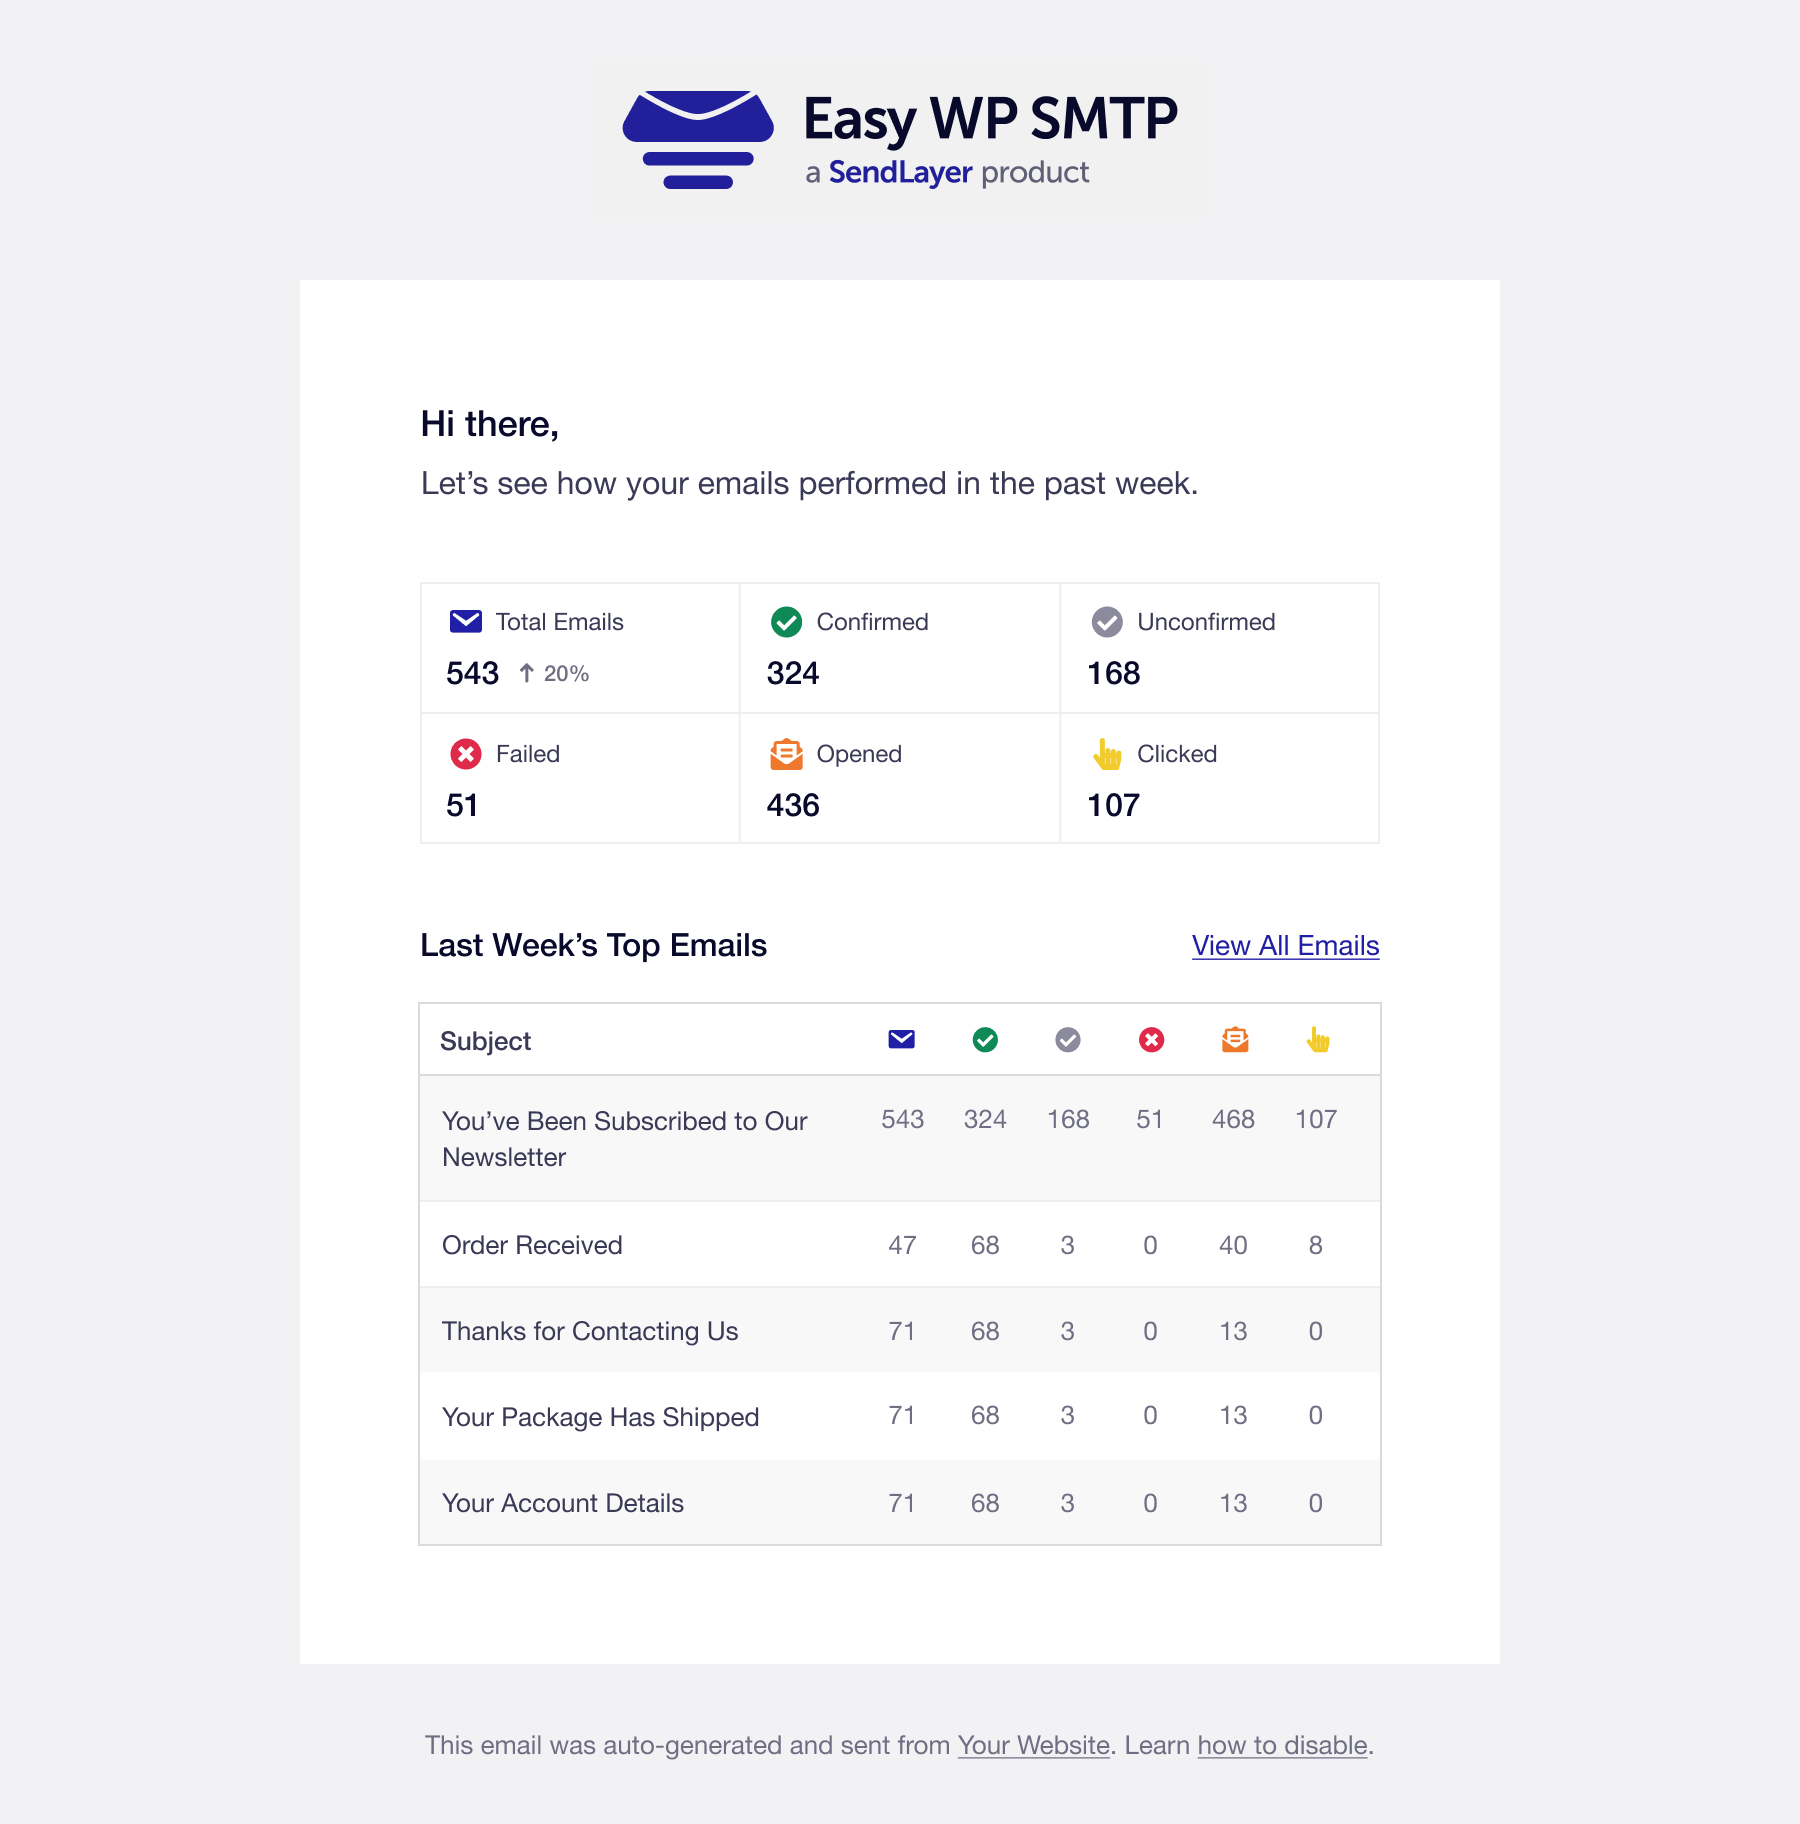 Easy WP SMTP
a SendLayer product
Hi there,
Let’s see how your emails performed in the past week.
Total Emails Confirmed Unconfirmed
543 ↑ 20% 324 168
Failed Opened Clicked
51 436 107
Last Week’s Top Emails View All Emails
Subject
You’ve Been Subscribed to Our 543 324 168 51 468 107
Newsletter
Order Received 47 68 3 0 40 8
Thanks for Contacting Us 71 68 3 0 13 0
Your Package Has Shipped 71 68 3 0 13 0
Your Account Details 71 68 3 0 13 0
This email was auto-generated and sent from Your Website. Learn how to disable.